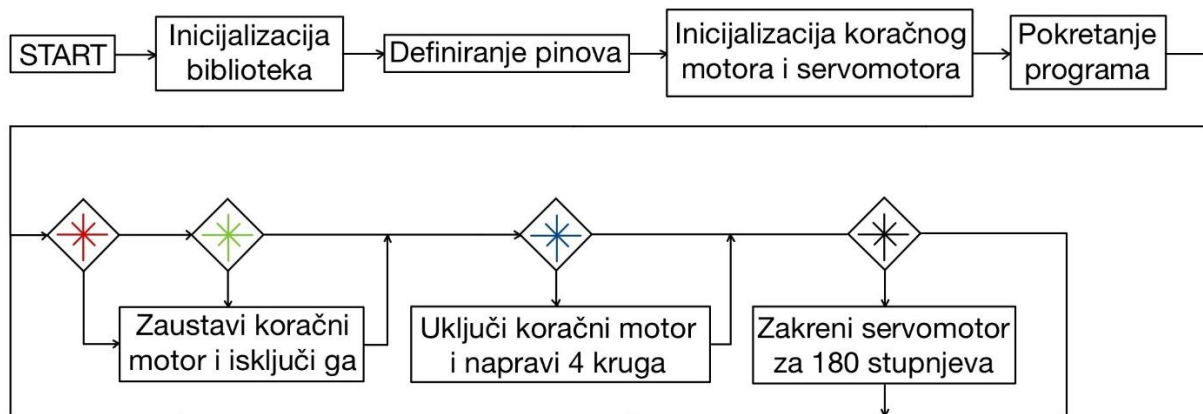 START
Inicijalizacija
biblioteka
Definiranje pinova
Inicijalizacija koračnog
motora i servomotora
Pokretanje
programa
Zaustavi koračni
motor i isključi ga
Uključi koračni motor
i napravi 4 kruga
Zakreni servomotor
za 180 stupnjeva